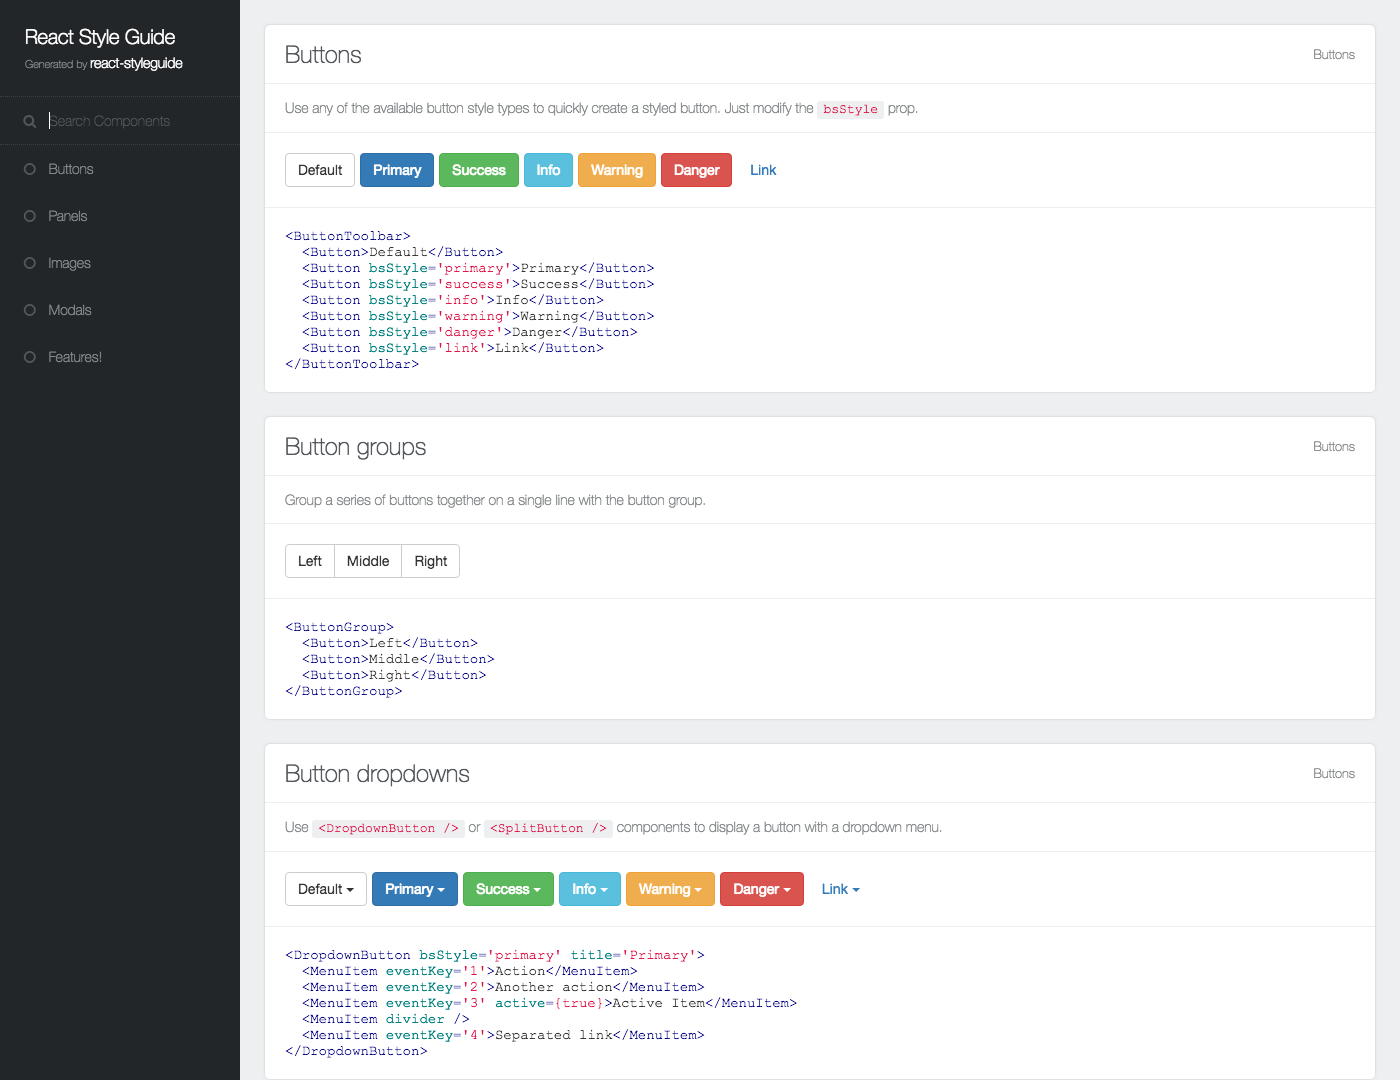 React Style Guide
Generated by react-styleguide
Search Components
Buttons
Panels
Images
Modals
Features!
Buttons
Buttons
Use any of the available button style types to quickly create a styled button. Just modify the bsStyle prop.
Default Primary Success Info Warning Danger Link
<ButtonToolbar>
  <Button>Default</Button>
  <Button bsStyle='primary'>Primary</Button>
  <Button bsStyle='success'>Success</Button>
  <Button bsStyle='info'>Info</Button>
  <Button bsStyle='warning'>Warning</Button>
  <Button bsStyle='danger'>Danger</Button>
  <Button bsStyle='link'>Link</Button>
</ButtonToolbar>
Button groups
Buttons
Group a series of buttons together on a single line with the button group.
Left Middle Right
<ButtonGroup>
  <Button>Left</Button>
  <Button>Middle</Button>
  <Button>Right</Button>
</ButtonGroup>
Button dropdowns
Buttons
Use <DropdownButton /> or <SplitButton /> components to display a button with a dropdown menu.
Default Primary Success Info Warning Danger Link
<DropdownButton bsStyle='primary' title='Primary'>
  <MenuItem eventKey='1'>Action</MenuItem>
  <MenuItem eventKey='2'>Another action</MenuItem>
  <MenuItem eventKey='3' active={true}>Active Item</MenuItem>
  <MenuItem divider />
  <MenuItem eventKey='4'>Separated link</MenuItem>
</DropdownButton>